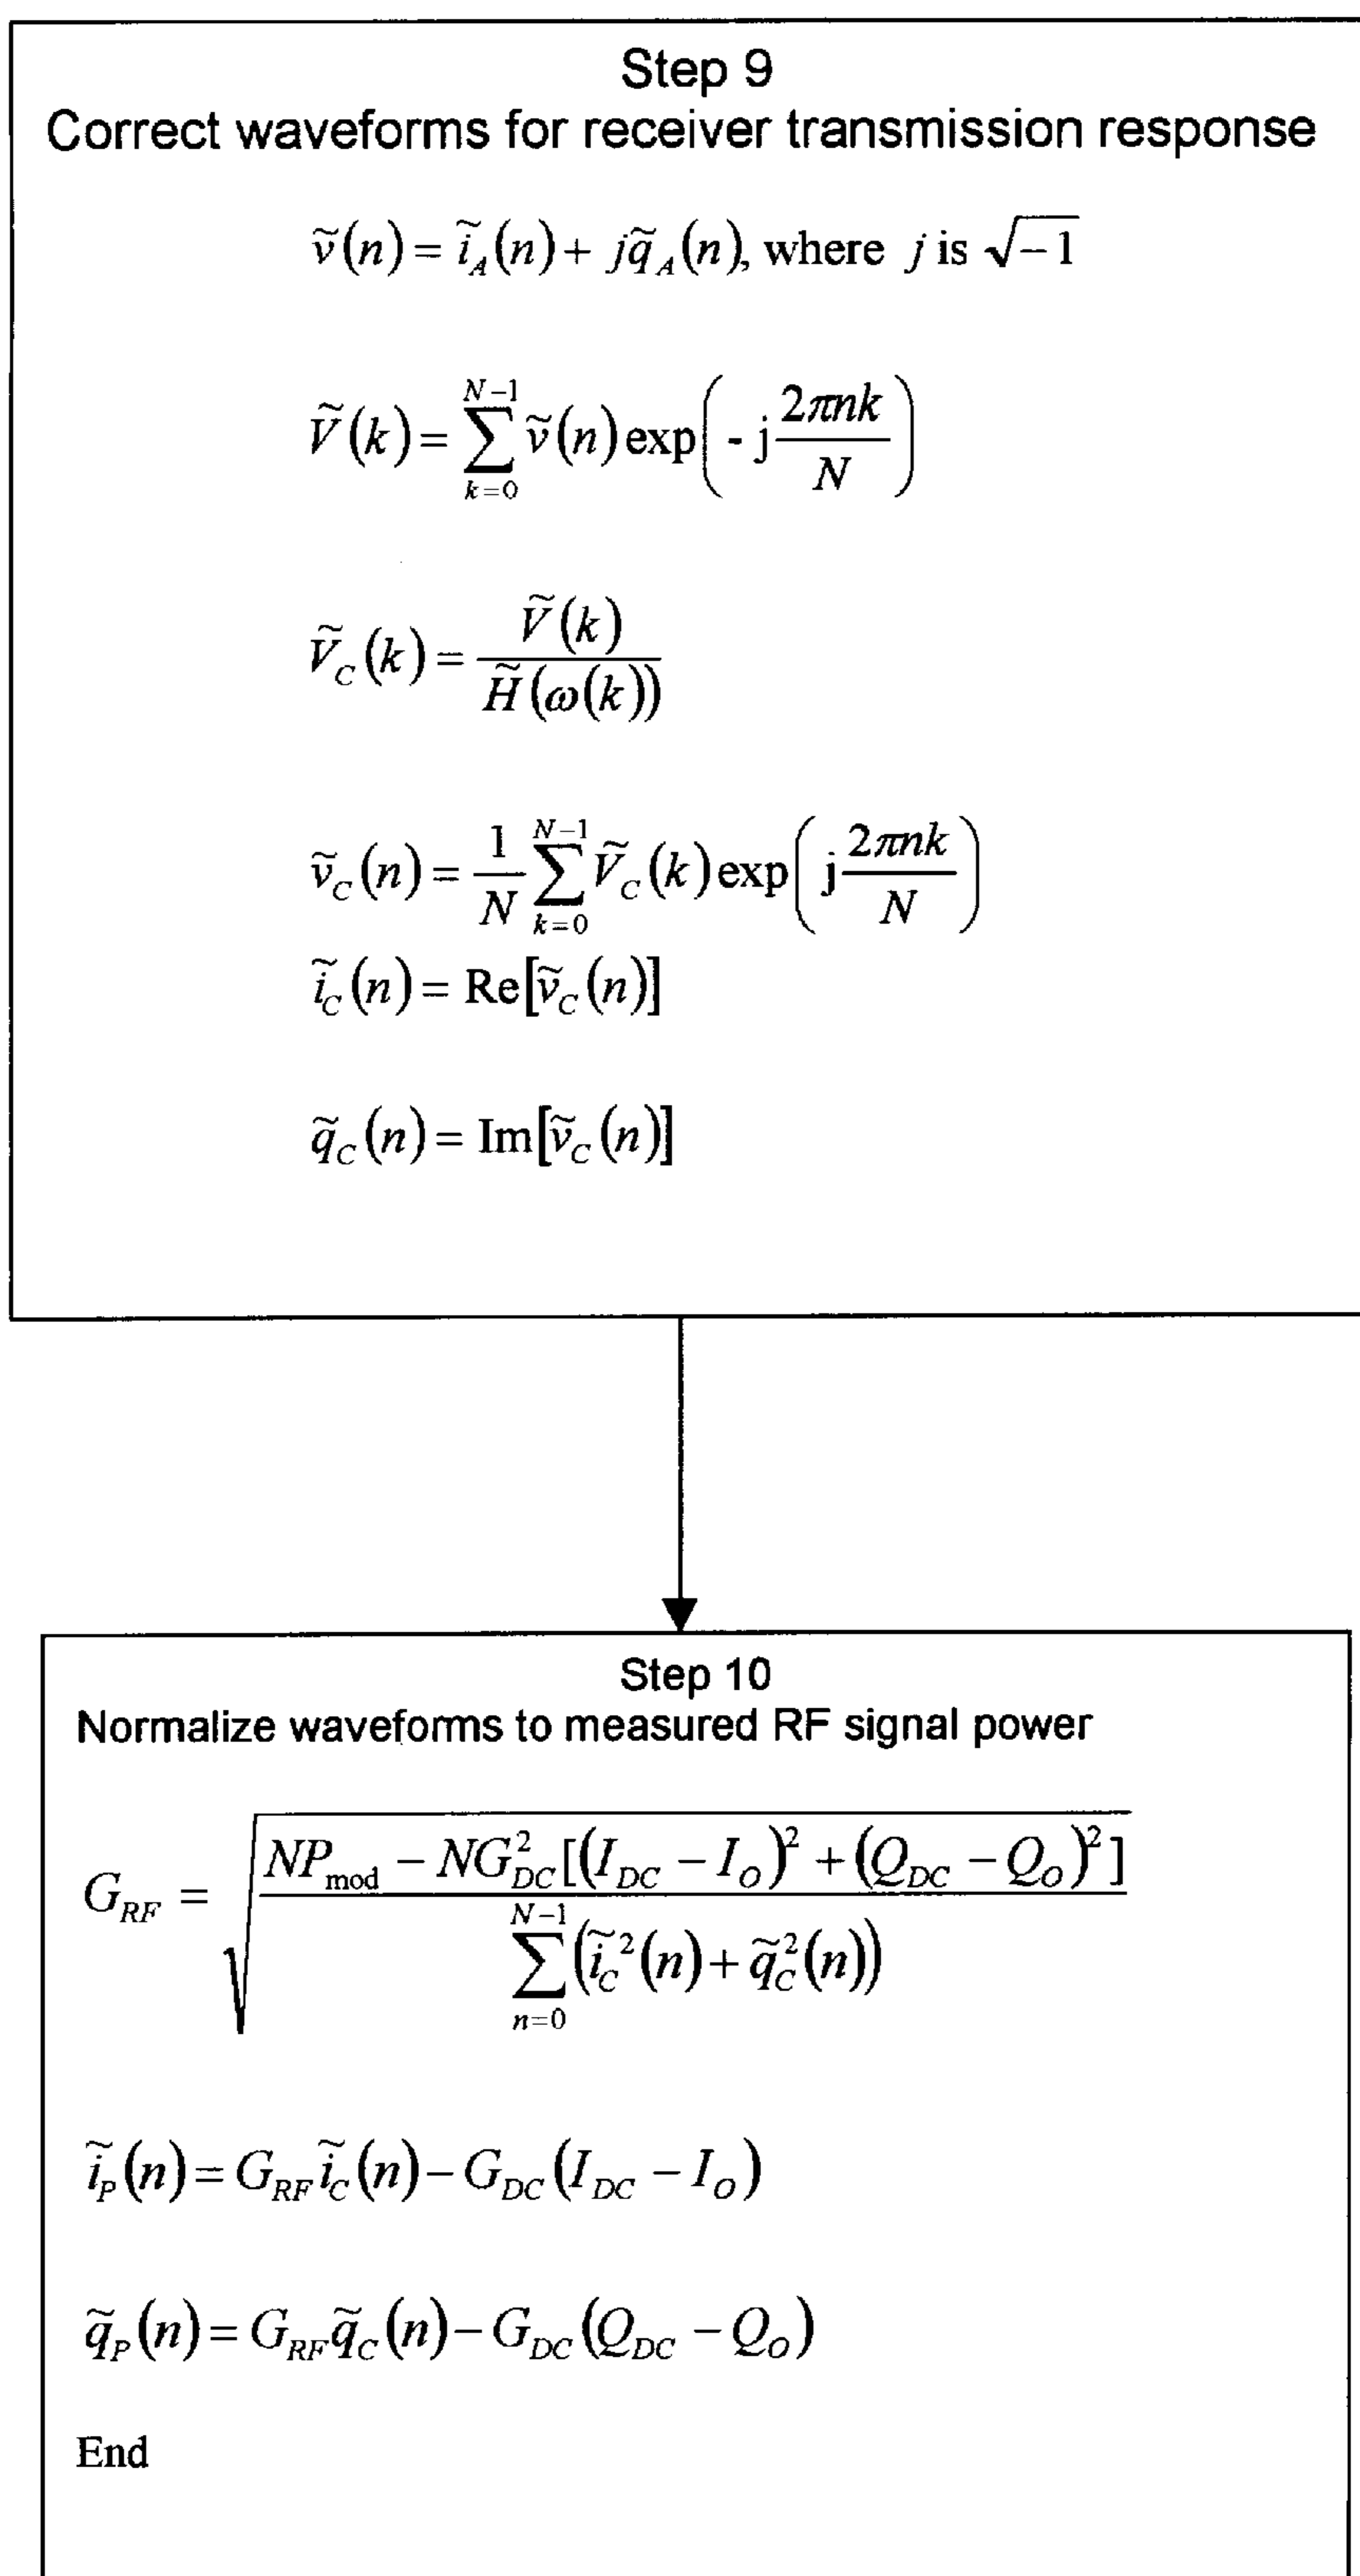 Step 9
Correct waveforms for receiver transmission response
ṽ(n) = ĩ_A(n) + jq̃_A(n), where j is √−1
Ṽ(k) = ∑_{k=0}^{N−1} ṽ(n) exp(- j 2πnk / N)
Ṽ_C(k) = Ṽ(k) / H̃(ω(k))
ṽ_C(n) = 1/N ∑_{k=0}^{N−1} Ṽ_C(k) exp(j 2πnk / N)
ĩ_C(n) = Re[ṽ_C(n)]
q̃_C(n) = Im[ṽ_C(n)]
Step 10
Normalize waveforms to measured RF signal power
G_RF = √((NP_mod − NG_DC^2[(I_DC − I_O)^2 + (Q_DC − Q_O)^2]) / ∑_{n=0}^{N−1} (ĩ_C^2(n) + q̃_C^2(n)))
ĩ_P(n) = G_RF ĩ_C(n) − G_DC(I_DC − I_O)
q̃_P(n) = G_RF q̃_C(n) − G_DC(Q_DC − Q_O)
End